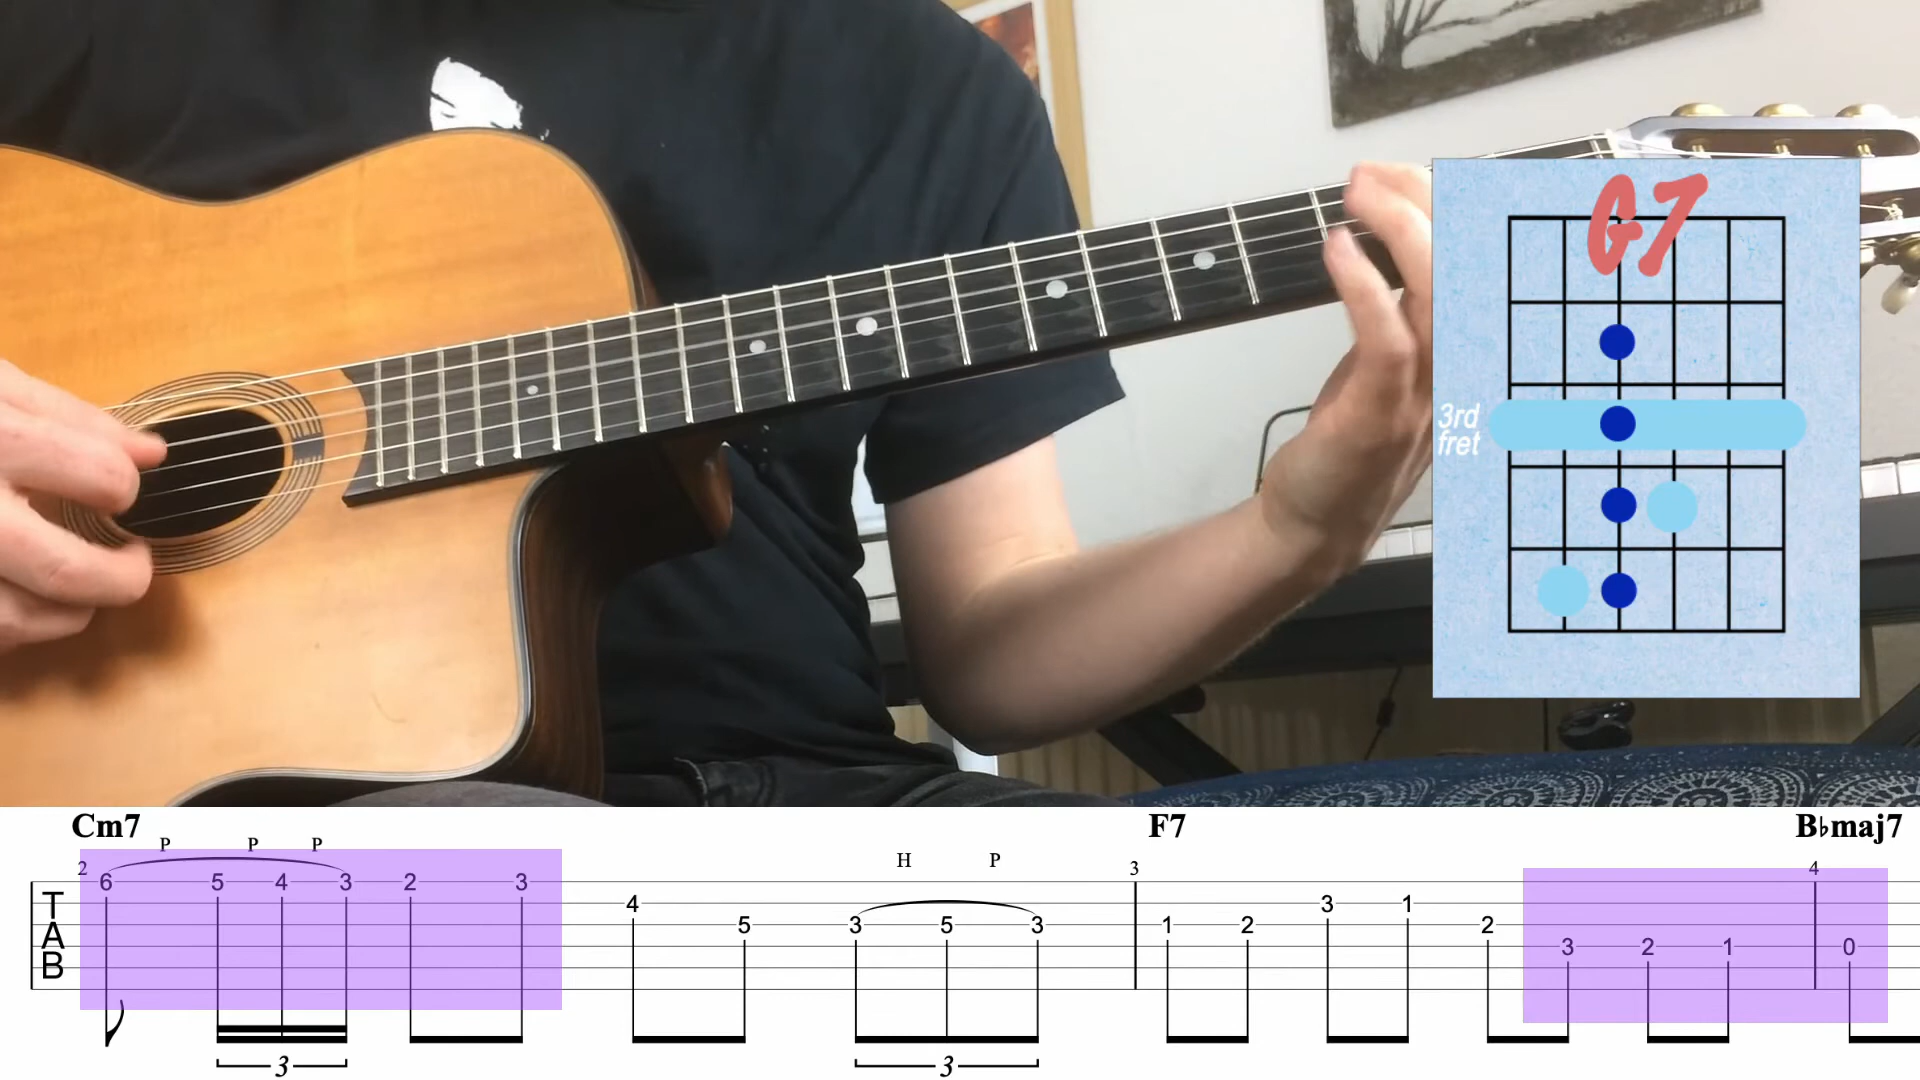 G7
3rd
fret
Cm7 F7 B♭maj7
P P P H P
2 3 4
6 5 4 3 2 3
4 3 1
5 3 5 3 1 2 2
3 2 1 0
T
A
B
3 3